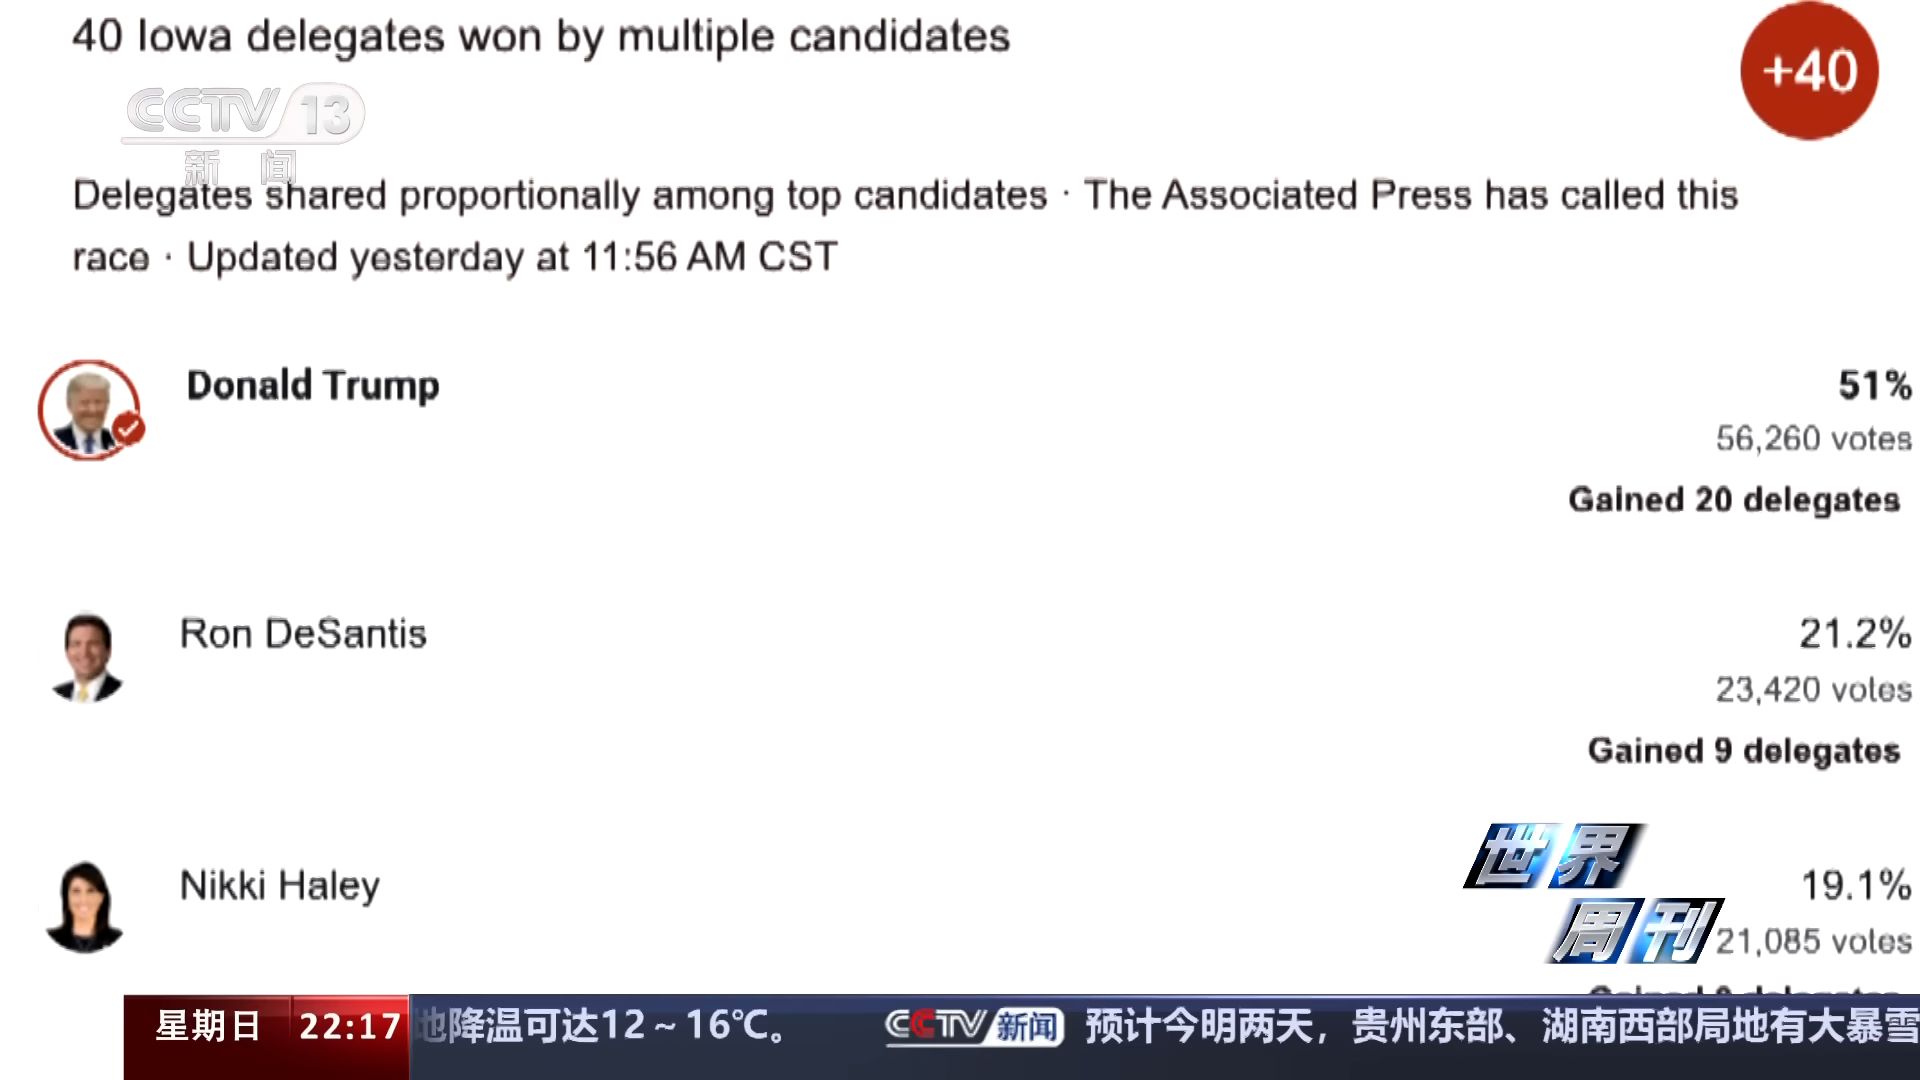 40 Iowa delegates won by multiple candidates
+40
CCTV 13
新闻
Delegates shared proportionally among top candidates · The Associated Press has called this
race · Updated yesterday at 11:56 AM CST
Donald Trump
51%
56,260 votes
Gained 20 delegates
Ron DeSantis
21.2%
23,420 votes
Gained 9 delegates
Nikki Haley
19.1%
21,085 votes
世界
周刊
星期日 22:17 地降温可达12～16℃。 CCTV新闻 预计今明两天，贵州东部、湖南西部局地有大暴雪